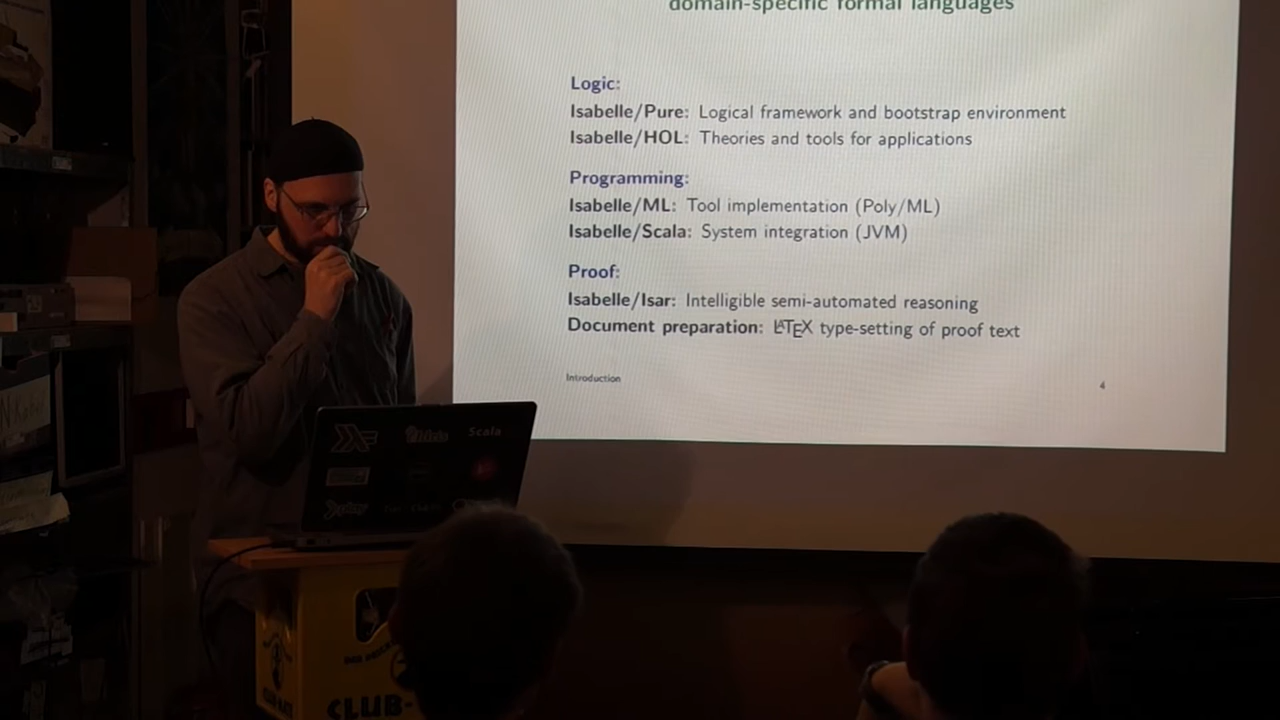 domain-specific formal languages
Logic:
Isabelle/Pure: Logical framework and bootstrap environment
Isabelle/HOL: Theories and tools for applications
Programming:
Isabelle/ML: Tool implementation (Poly/ML)
Isabelle/Scala: System integration (JVM)
Proof:
Isabelle/Isar: Intelligible semi-automated reasoning
Document preparation: LATEX type-setting of proof text
Introduction
4
Scala
CLUB-